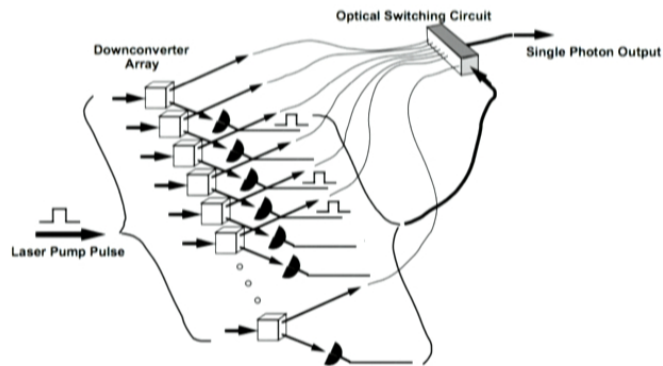 Optical Switching Circuit
Downconverter
Array
Single Photon Output
Laser Pump Pulse